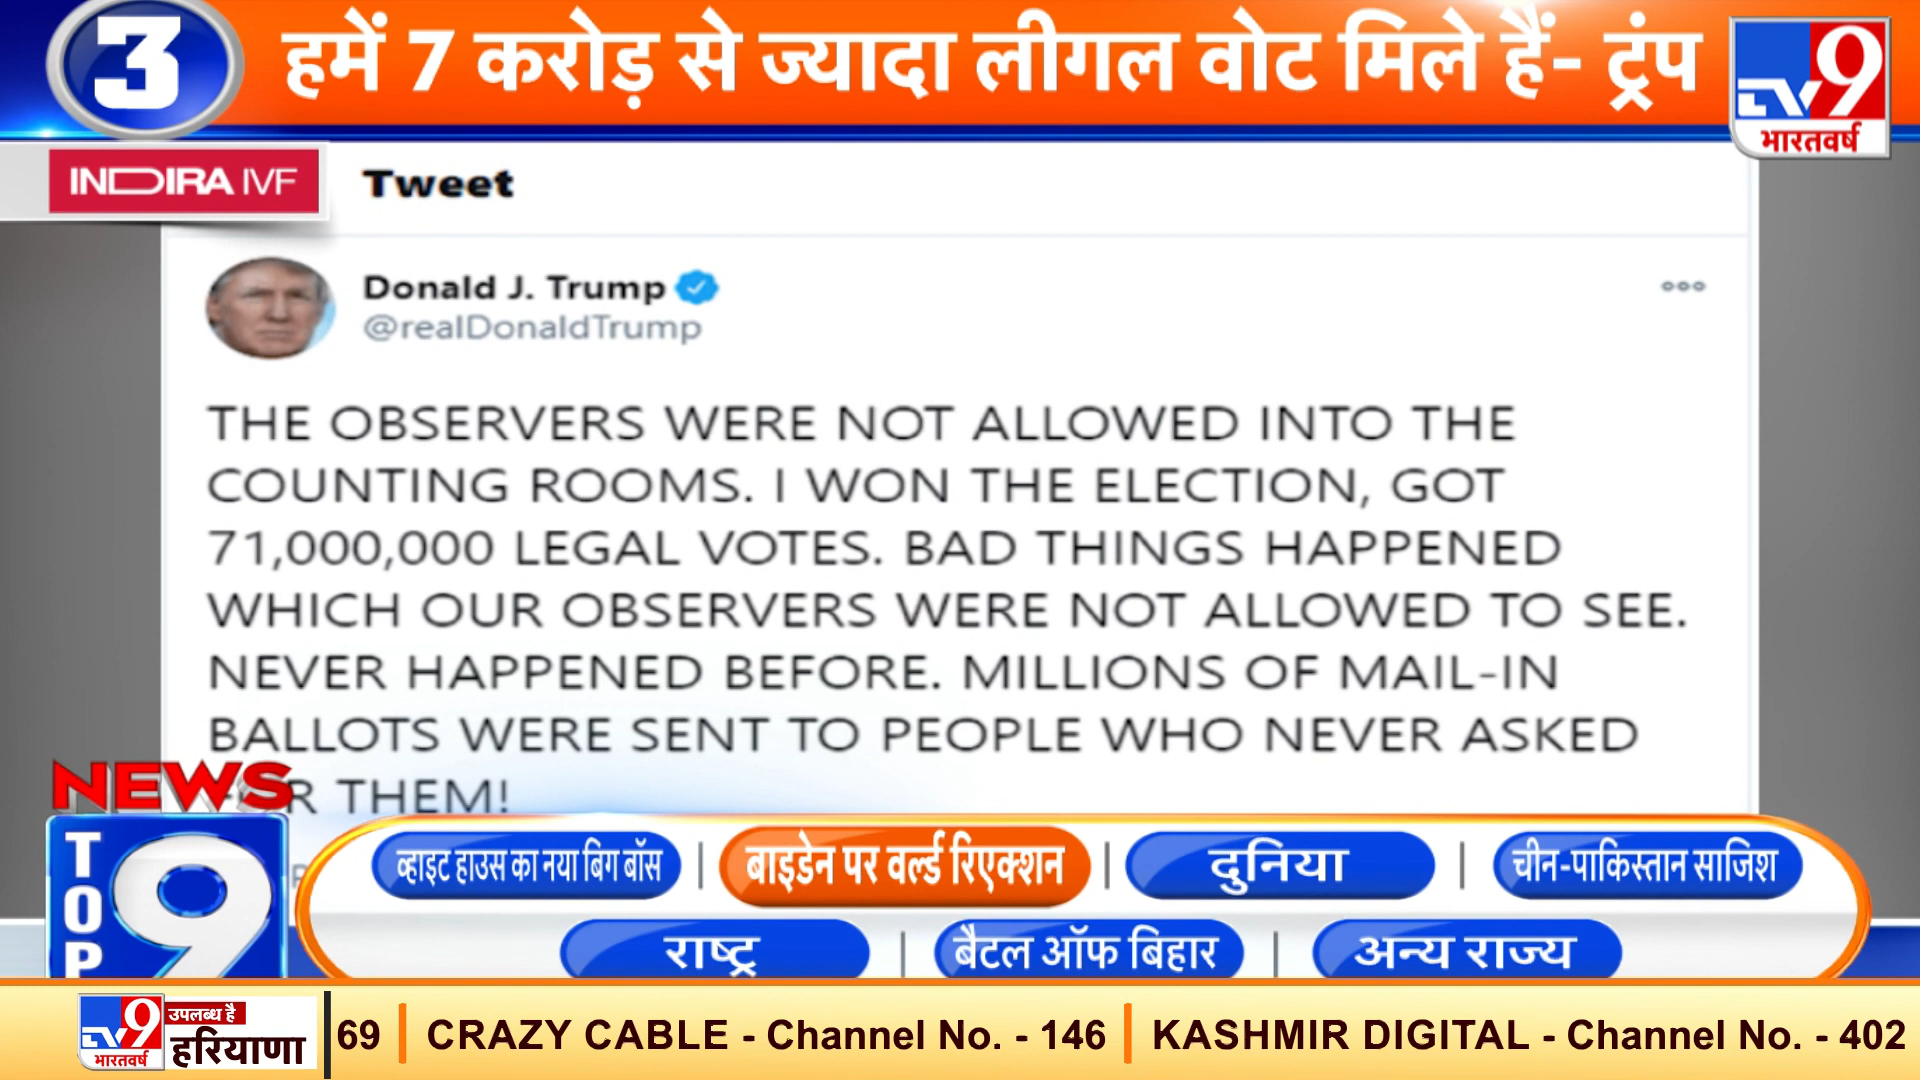 3
हमें 7 करोड़ से ज्यादा लीगल वोट मिले हैं- ट्रंप
TV9
भारतवर्ष
INDIRA IVF
Tweet
Donald J. Trump
@realDonaldTrump
THE OBSERVERS WERE NOT ALLOWED INTO THE
COUNTING ROOMS. I WON THE ELECTION, GOT
71,000,000 LEGAL VOTES. BAD THINGS HAPPENED
WHICH OUR OBSERVERS WERE NOT ALLOWED TO SEE.
NEVER HAPPENED BEFORE. MILLIONS OF MAIL-IN
BALLOTS WERE SENT TO PEOPLE WHO NEVER ASKED
THEM!
NEWS
TOP 9
व्हाइट हाउस का नया बिग बॉस | बाइडेन पर वर्ल्ड रिएक्शन | दुनिया | चीन-पाकिस्तान साजिश
राष्ट्र | बैटल ऑफ बिहार | अन्य राज्य
TV9 भारतवर्ष उपलब्ध है हरियाणा
69 | CRAZY CABLE - Channel No. - 146 | KASHMIR DIGITAL - Channel No. - 402